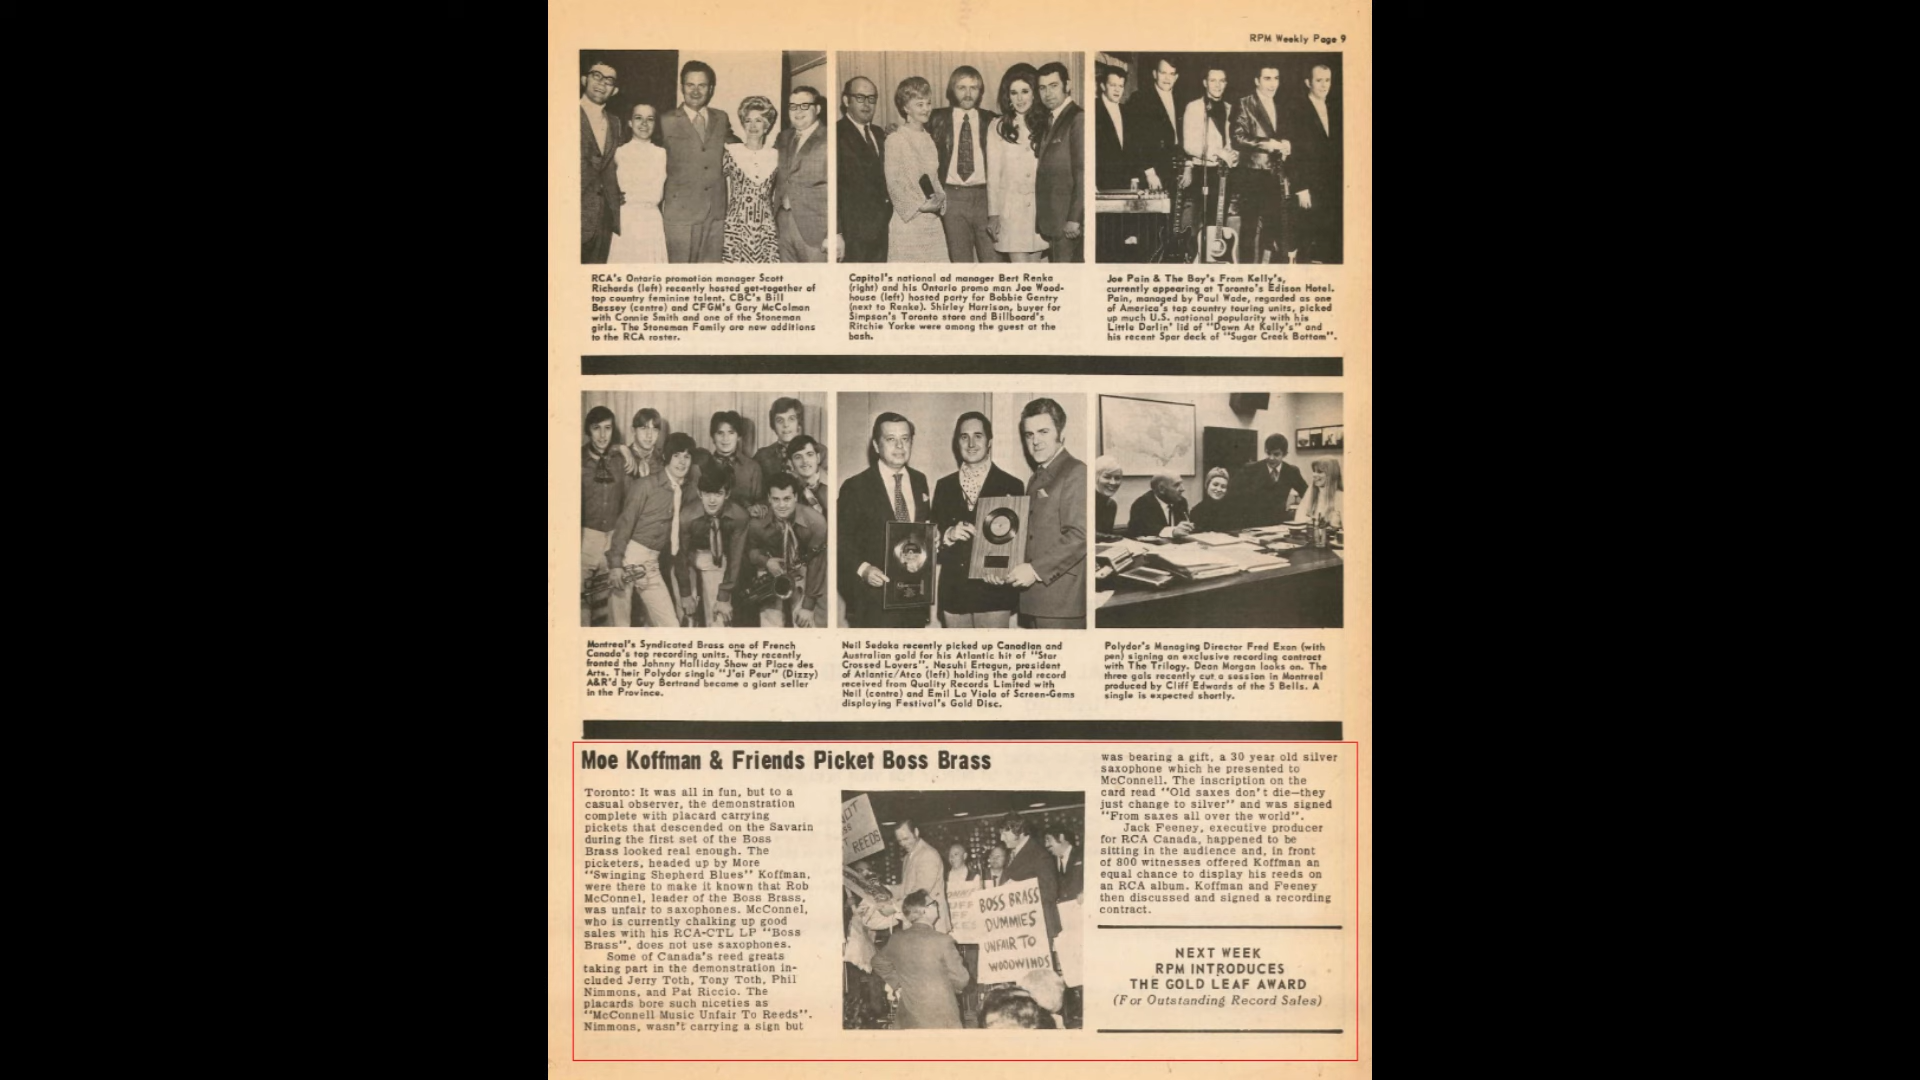 RPM Weekly Page 9
RCA's Ontario promotion manager Scott
Richards (left) recently hosted get-together of
top country feminine talent. CBC's Bill
Bessey (centre) and CFGM's Gary McColman
with Connie Smith and one of the Stoneman
girls. The Stoneman Family are new additions
to the RCA roster.
Capitol's national ad manager Bert Renka
(right) and his Ontario promo man Joe Wood-
house (left) hosted party for Bobbie Gentry
(next to Renke). Shirley Harrison, buyer for
Simpson's Toronto store and Billboard's
Ritchie Yorke were among the guest at the
bash.
Joe Pain & The Boy's From Kelly's,
currently appearing at Toronto's Edison Hotel.
Pain, managed by Paul Wade, regarded as one
of America's top country touring units, picked
up much U.S. national popularity with his
Little Darlin' lid of "Down At Kelly's" and
his recent Spar deck of "Sugar Creek Bottom".
Montreal's Syndicated Brass one of French
Canada's top recording units. They recently
fronted the Johnny Halliday Show at Place des
Arts. Their Polydor single "J'ai Peur" (Dizzy)
A&R'd by Guy Bertrand became a giant seller
in the Province.
Neil Sedaka recently picked up Canadian and
Australian gold for his Atlantic hit of "Star
Crossed Lovers". Nesuhi Ertegun, president
of Atlantic/Atco (left) holding the gold record
received from Quality Records Limited with
Neil (centre) and Emil La Viola of Screen-Gems
displaying Festival's Gold Disc.
Polydor's Managing Director Fred Exon (with
pen) signing an exclusive recording contract
with The Trilogy. Dean Morgan looks on. The
three gals recently cut a session in Montreal
produced by Cliff Edwards of the 5 Bells. A
single is expected shortly.
Moe Koffman & Friends Picket Boss Brass
Toronto: It was all in fun, but to a
casual observer, the demonstration
complete with placard carrying
pickets that descended on the Savarin
during the first set of the Boss
Brass looked real enough. The
picketers, headed up by More
"Swinging Shepherd Blues" Koffman,
were there to make it known that Rob
McConnel, leader of the Boss Brass,
was unfair to saxophones. McConnel,
who is currently chalking up good
sales with his RCA-CTL LP "Boss
Brass", does not use saxophones.
Some of Canada's reed greats
taking part in the demonstration in-
cluded Jerry Toth, Tony Toth, Phil
Nimmons, and Pat Riccio. The
placards bore such niceties as
"McConnell Music Unfair To Reeds".
Nimmons, wasn't carrying a sign but
REEDS
BOSS BRASS
DUMMIES
UNFAIR TO
WOODWINDS
was bearing a gift, a 30 year old silver
saxophone which he presented to
McConnell. The inscription on the
card read "Old saxes don't die—they
just change to silver" and was signed
"From saxes all over the world".
Jack Feeney, executive producer
for RCA Canada, happened to be
sitting in the audience and, in front
of 800 witnesses offered Koffman an
equal chance to display his reeds on
an RCA album. Koffman and Feeney
then discussed and signed a recording
contract.
NEXT WEEK
RPM INTRODUCES
THE GOLD LEAF AWARD
(For Outstanding Record Sales)